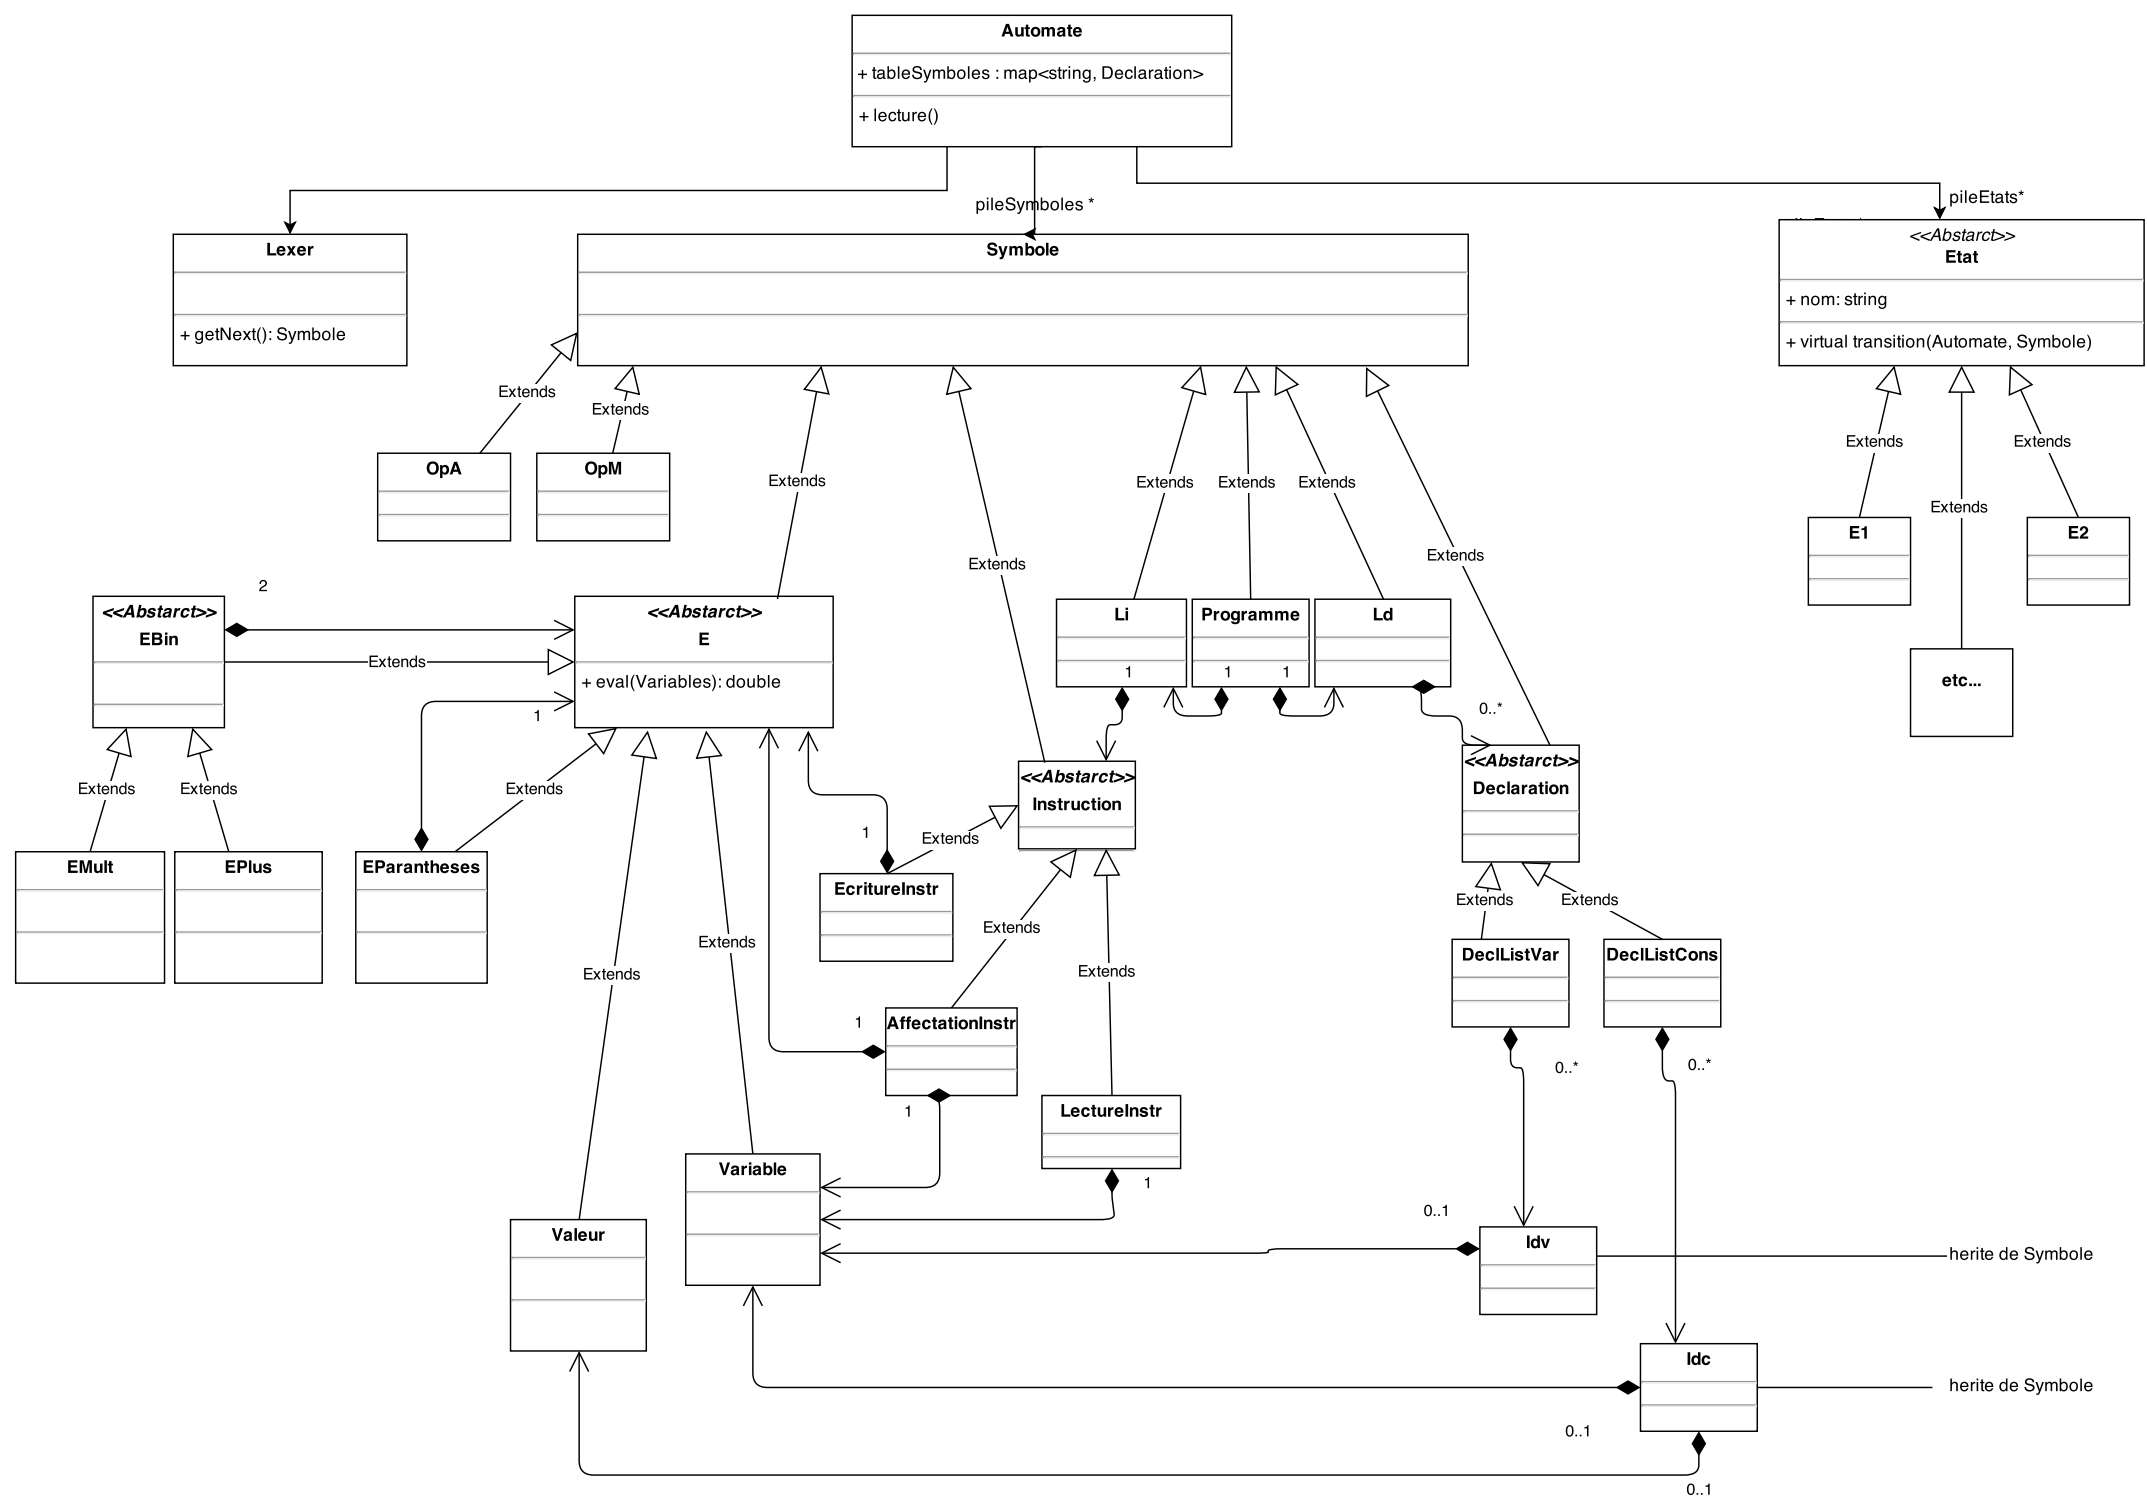 Automate
+ tableSymboles : map<string, Declaration>
+ lecture()
pileSymboles *
pileEtats*
Lexer
+ getNext(): Symbole
Symbole
<<Abstarct>>
Etat
+ nom: string
+ virtual transition(Automate, Symbole)
Extends
Extends
OpA
OpM
Extends
Extends
Extends
Extends
Extends
Extends
Extends
Extends
Extends
Extends
E1
E2
etc...
2
<<Abstarct>>
EBin
Extends
<<Abstarct>>
E
+ eval(Variables): double
1
Li
1
Programme
1
1
Ld
0..*
<<Abstarct>>
Instruction
<<Abstarct>>
Declaration
Extends
Extends
Extends
EMult
EPlus
EParantheses
1
Extends
EcritureInstr
Extends
Extends
Extends
Extends
Extends
Extends
DeclListVar
DeclListCons
1
AffectationInstr
1
0..*
0..*
LectureInstr
1
Variable
Valeur
0..1
Idv
herite de Symbole
Idc
herite de Symbole
0..1
0..1